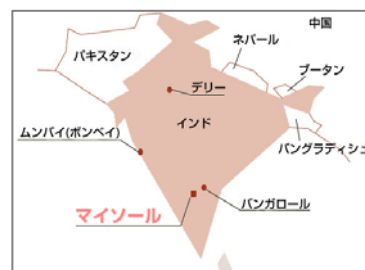 中国
ネパール
パキスタン
ブータン
デリー
インド
ムンバイ(ボンベイ)
バングラディシュ
バンガロール
マイソール